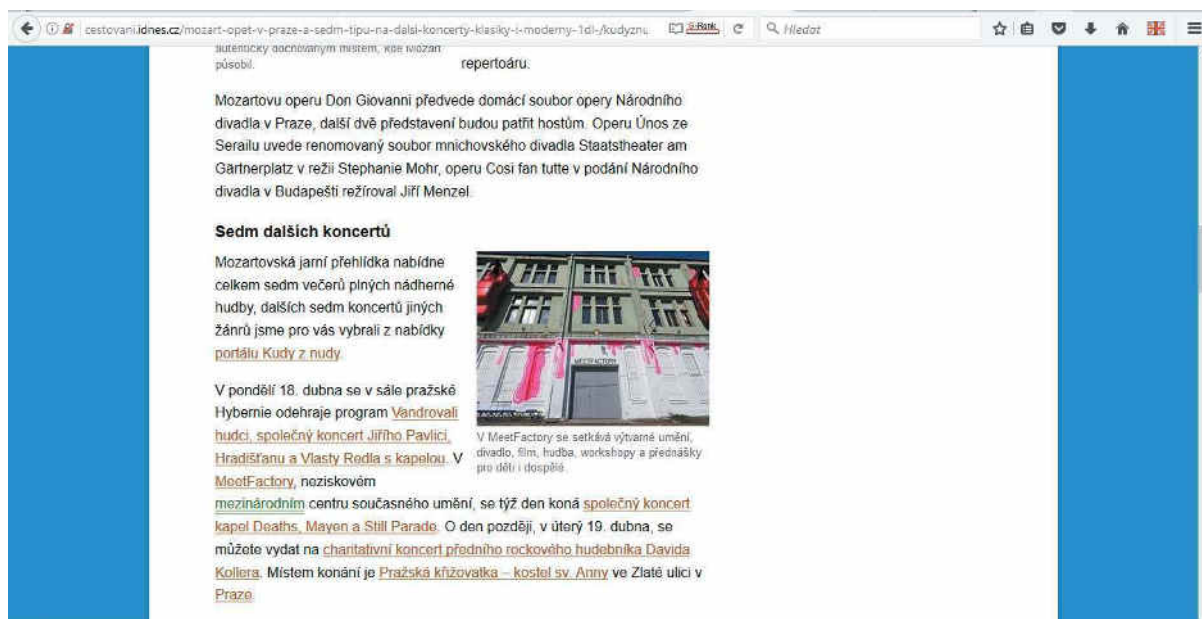 cestovani.idnes.cz/mozart-opet-v-praze-a-sedm-tipu-na-dalsi-koncerty-klasiky-i-moderny-1dl-/kudyznu
S-Rank
Hledat
autenticky dochovaným místem, kde Mozart
působil.
repertoáru.
Mozartovu operu Don Giovanni předvede domácí soubor opery Národního
divadla v Praze, další dvě představení budou patřit hostům. Operu Únos ze
Serailu uvede renomovaný soubor mnichovského divadla Staatstheater am
Gärtnerplatz v režii Stephanie Mohr, operu Cosi fan tutte v podání Národního
divadla v Budapešti režíroval Jiří Menzel.
Sedm dalších koncertů
Mozartovská jarní přehlídka nabídne
celkem sedm večerů plných nádherné
hudby, dalších sedm koncertů jiných
žánrů jsme pro vás vybrali z nabídky
portálu Kudy z nudy.
MEETFACTORY
V MeetFactory se setkává výtvarné umění,
divadlo, film, hudba, workshopy a přednášky
pro děti i dospělé.
V pondělí 18. dubna se v sále pražské
Hybernie odehraje program Vandrovali
hudci, společný koncert Jiřího Pavlici,
Hradišťanu a Vlasty Redla s kapelou. V
MeetFactory, neziskovém
mezinárodním centru současného umění, se týž den koná společný koncert
kapel Deaths, Mayen a Still Parade. O den později, v úterý 19. dubna, se
můžete vydat na charitativní koncert předního rockového hudebníka Davida
Kollera. Místem konání je Pražská křižovatka – kostel sv. Anny ve Zlaté ulici v
Praze.